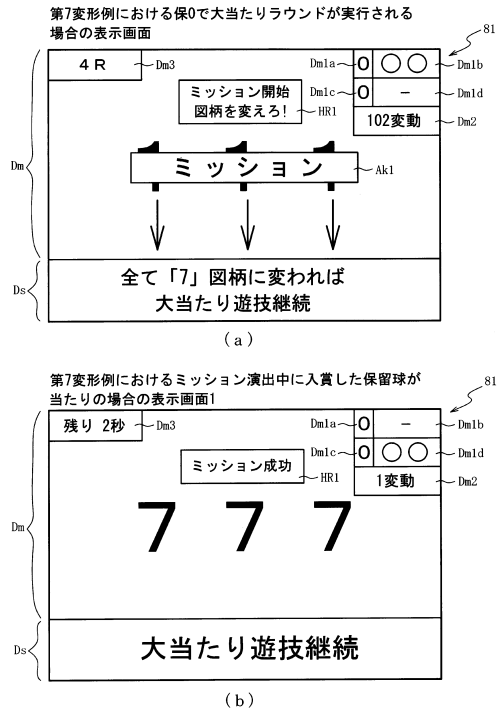 第7変形例における保0で大当たりラウンドが実行される
場合の表示画面
81
4R
Dm3
Dm1a
0
○○
Dm1b
Dm1c
0
－
Dm1d
ミッション開始
図柄を変えろ!
HR1
102変動
Dm2
1 1 1
ミッション
Ak1
Dm
全て「7」図柄に変われば
大当たり遊技継続
Ds
(a)
第7変形例におけるミッション演出中に入賞した保留球が
当たりの場合の表示画面1
81
残り 2秒
Dm3
Dm1a
0
－
Dm1b
Dm1c
0
○○
Dm1d
ミッション成功
HR1
1変動
Dm2
7 7 7
Dm
大当たり遊技継続
Ds
(b)